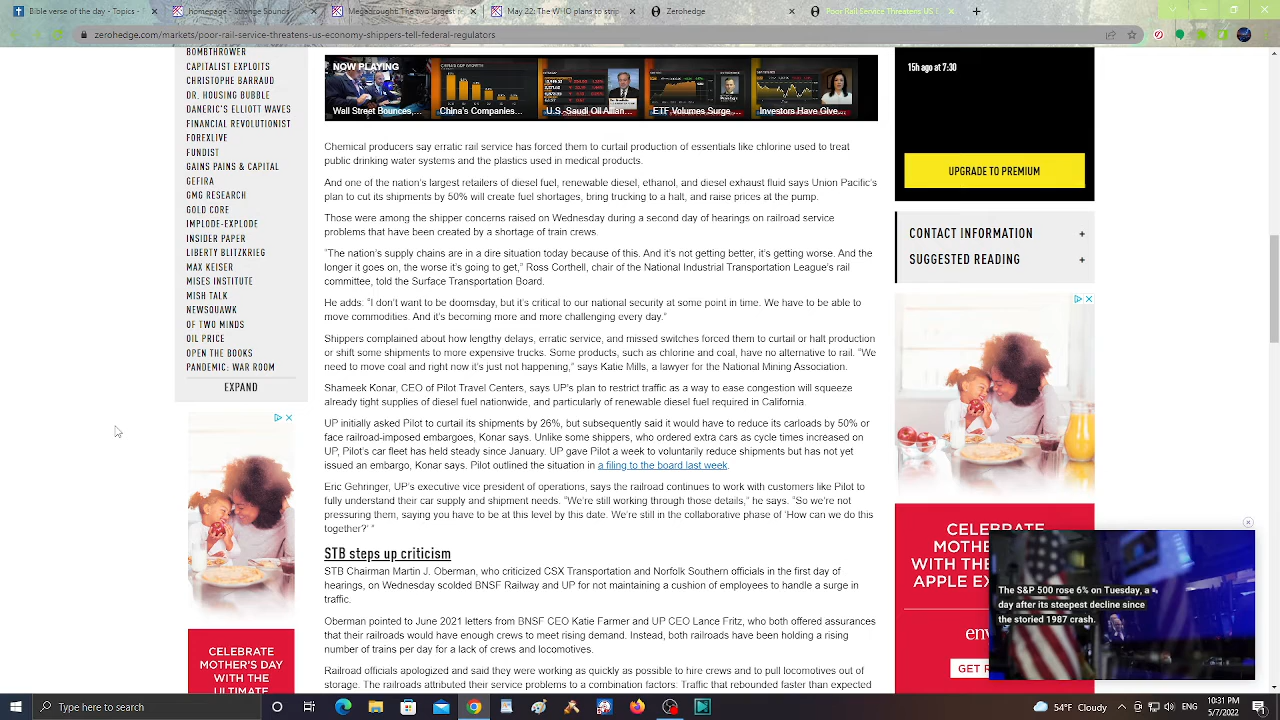 Bible verse of the day - Topics - T
Turnagain Storage Sounds
Megadrought Threatens target rel
May 22: The WY changes to stri
Zerohedge
Poor Rail Service Threatens US E
BOMBTHROWER
CAPITALIST EXPLOITS
CHRISTOPHE BARRAUD
DR. HOUSING BUBBLE
DANERIC'S ELLIOTT WAVES
FINANCIAL REVOLUTIONIST
FOREXLIVE
FUNDIST
GAINS PAINS & CAPITAL
GEFIRA
GMG RESEARCH
GOLD CORE
IMPLODE-EXPLODE
INSIDER PAPER
LIBERTY BLITZKRIEG
MAX KEISER
MISES INSTITUTE
MISH TALK
NEWSQUAWK
OF TWO MINDS
OIL PRICE
OPEN THE BOOKS
PANDEMIC: WAR ROOM
EXPAND
CELEBRATE
MOTHER'S DAY
WITH THE
ULTIMATE
NOW PLAYING
Wall Street Bounces...
China's Companies...
U.S.-Saudi Oil Allian...
ETF Volumes Surge...
Investors Have Give...
Chemical producers say erratic rail service has forced them to curtail production of essentials like chlorine used to treat
public drinking water systems and the plastics used in medical products.
And one of the nation's largest retailers of diesel fuel, renewable diesel, ethanol, and diesel exhaust fluid says Union Pacific's
plan to cut its shipments by 50% will create fuel shortages, bring trucking to a halt, and raise prices at the pump.
Those were among the shipper concerns raised on Wednesday during a second day of hearings on railroad service
problems that have been created by a shortage of train crews.
"The nation's supply chains are in a dire situation today because of this. And it's not getting better, it's getting worse. And the
longer it goes on, the worse it's going to get," Ross Corthell, chair of the National Industrial Transportation League's rail
committee, told the Surface Transportation Board.
He adds: "I don't want to be doomsday, but it's critical to our national security at some point in time. We have to be able to
move commodities. And it's becoming more and more challenging every day."
Shippers complained about how lengthy delays, erratic service, and missed switches forced them to curtail or halt production
or shift some shipments to more expensive trucks. Some products, such as chlorine and coal, have no alternative to rail. "We
need to move coal and right now it's just not happening," says Katie Mills, a lawyer for the National Mining Association.
Shameek Konar, CEO of Pilot Travel Centers, says UP's plan to restrict traffic as a way to ease congestion will squeeze
already tight supplies of diesel fuel nationwide, and particularly of renewable diesel fuel required in California.
UP initially asked Pilot to curtail its shipments by 26%, but subsequently said it would have to reduce its carloads by 50% or
face railroad-imposed embargoes, Konar says. Unlike some shippers, who ordered extra cars as cycle times increased on
UP, Pilot's car fleet has held steady since January. UP gave Pilot a week to voluntarily reduce shipments but has not yet
issued an embargo, Konar says. Pilot outlined the situation in a filing to the board last week.
Eric Gehringer, UP's executive vice president of operations, says the railroad continues to work with customers like Pilot to
fully understand their car supply and shipment needs. "We're still working through those details," he says. "So we're not
pressuring them, saying you have to be at this level by this date. We're still in the collaborative phase of 'How can we do this
together?' "
STB steps up criticism
STB Chairman Martin J. Oberman, who criticized CSX Transportation and Norfolk Southern officials in the first day of
hearings, on Wednesday scolded BNSF Railway and UP for not maintaining a cushion of employees to handle a surge in
traffic.
June 2021 letters from BNSF CEO Katie Farmer and UP CEO Lance Fritz, who both offered assurances
that their railroads would have enough crews to meet rising demand. Instead, both railroads have been holding a rising
number of trains per day for a lack of crews and locomotives.
Railroad officials apologized and said they were working as quickly as possible to hire crews and to pull locomotives out of
storage. The railroads attributed their service problems to a combination factors: Traffic that rebounded faster than expected
15h ago at 7:30
UPGRADE TO PREMIUM
CONTACT INFORMATION +
SUGGESTED READING +
CELEBRATE
MOTH
WITH THE
APPLE EX
env
GET
The S&P 500 rose 6% on Tuesday, a
day after its steepest decline since
the storied 1987 crash.
Type here to search
10:31 PM
5/7/2022